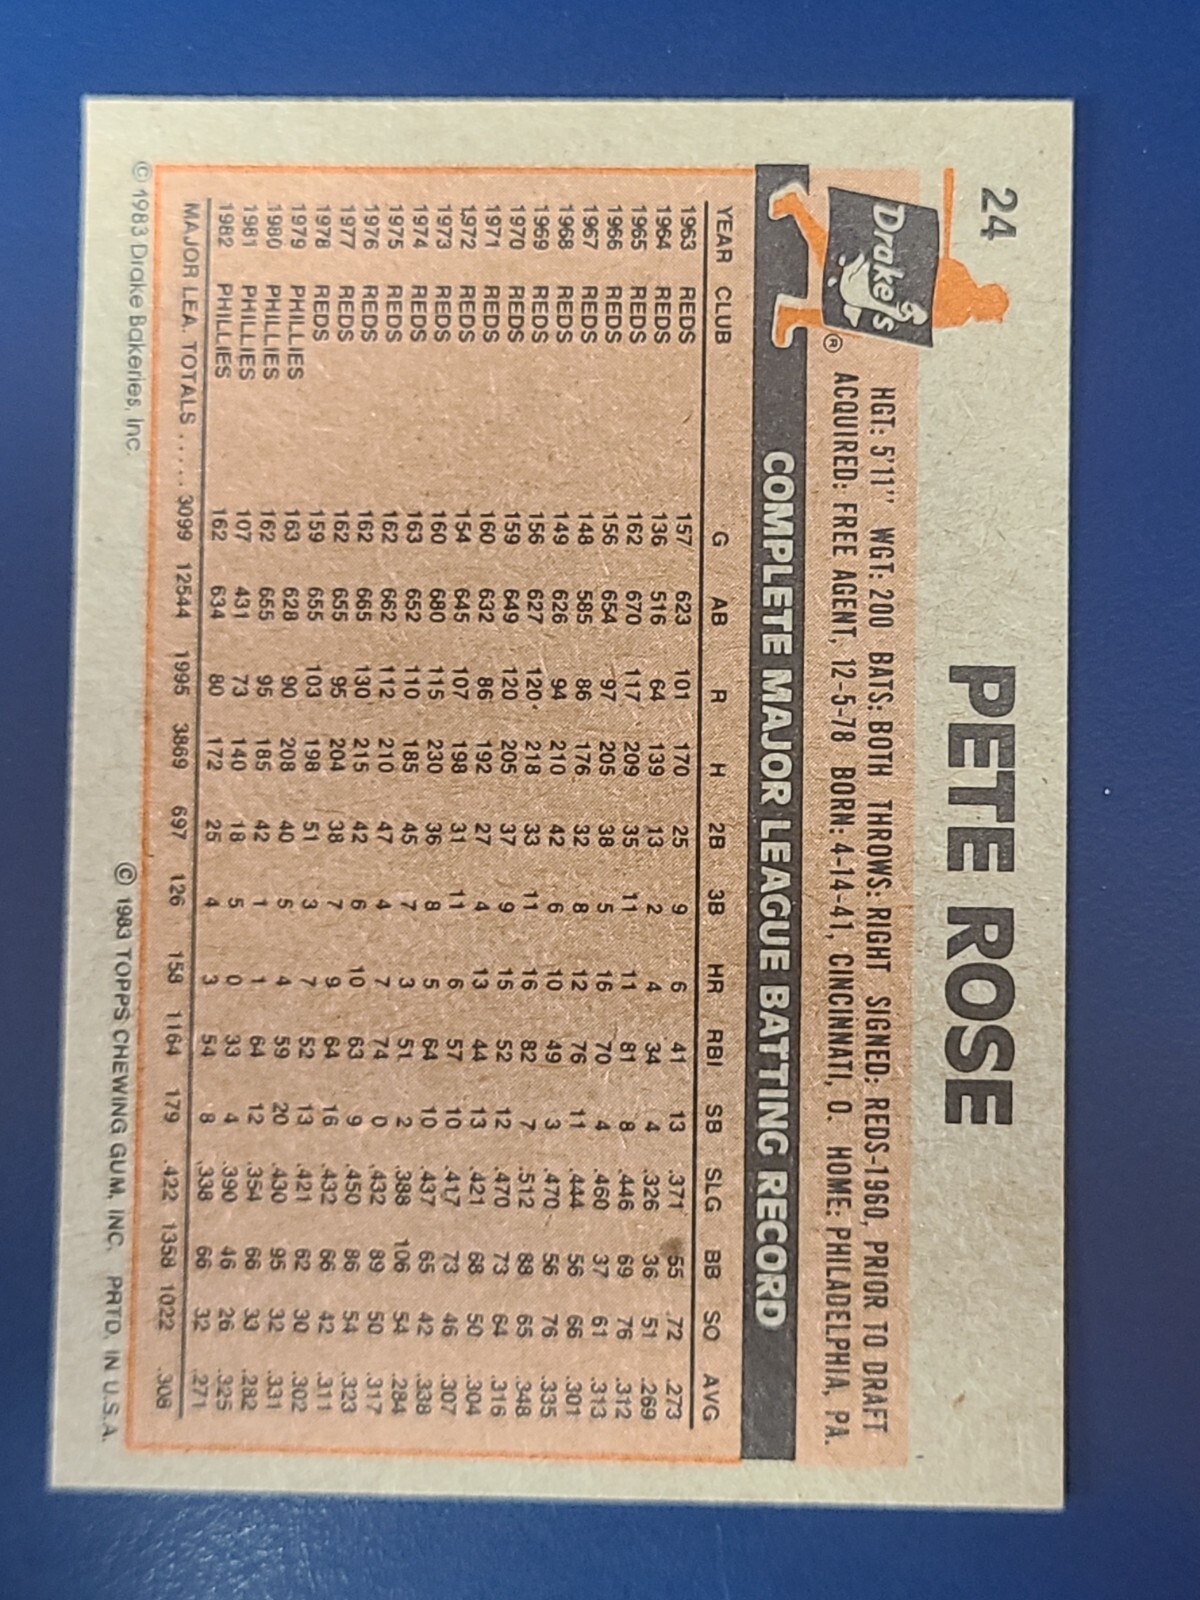 24
PETE ROSE
Drake's ®
HGT: 5'11" WGT: 200 BATS: BOTH THROWS: RIGHT SIGNED: REDS-1960, PRIOR TO DRAFT
ACQUIRED: FREE AGENT, 12-5-78 BORN: 4-14-41, CINCINNATI, O. HOME: PHILADELPHIA, PA.
COMPLETE MAJOR LEAGUE BATTING RECORD
YEAR CLUB G AB R H 2B 3B HR RBI SB SLG BB SO AVG
1963 REDS 157 623 101 170 25 9 6 41 13 .371 55 72 .273
1964 REDS 136 516 64 139 13 2 4 34 4 .326 36 51 .269
1965 REDS 162 670 117 209 35 11 11 81 8 .446 69 76 .312
1966 REDS 156 654 97 205 38 5 16 70 4 .460 37 61 .313
1967 REDS 148 585 86 176 32 8 12 76 11 .444 56 66 .301
1968 REDS 149 626 94 210 42 6 10 49 3 .470 56 76 .335
1969 REDS 156 627 120 218 33 11 16 82 7 .512 88 65 .348
1970 REDS 159 649 120 205 37 9 15 52 12 .470 73 64 .316
1971 REDS 160 632 86 192 27 4 13 44 13 .421 68 50 .304
1972 REDS 154 645 107 198 31 11 6 57 10 .417 73 46 .307
1973 REDS 160 680 115 230 36 8 5 64 10 .437 65 42 .338
1974 REDS 163 652 110 185 45 7 3 51 2 .388 106 54 .284
1975 REDS 162 662 112 210 47 4 7 74 0 .432 89 50 .317
1976 REDS 162 665 130 215 42 6 10 63 9 .450 86 54 .323
1977 REDS 162 655 95 204 38 7 9 64 16 .432 66 42 .311
1978 REDS 159 655 103 198 51 3 7 52 13 .421 62 30 .302
1979 PHILLIES 163 628 90 208 40 5 4 59 20 .430 95 32 .331
1980 PHILLIES 162 655 95 185 42 1 1 64 12 .354 66 33 .282
1981 PHILLIES 107 431 73 140 18 5 0 33 4 .390 46 26 .325
1982 PHILLIES 162 634 80 172 25 4 3 54 8 .338 66 32 .271
MAJOR LEA. TOTALS ..... 3099 12544 1995 3869 697 126 158 1164 179 .422 1358 1022 .308
© 1983 Drake Bakeries, Inc.
© 1983 TOPPS CHEWING GUM, INC. PRTD. IN U.S.A.